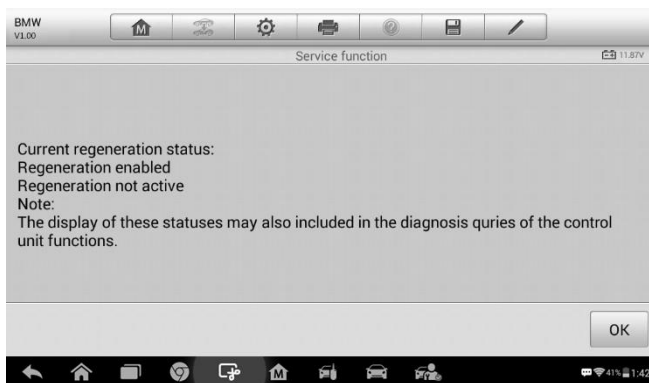 BMW
V1.00
M
Service function
11.87V
Current regeneration status:
Regeneration enabled
Regeneration not active
Note:
The display of these statuses may also included in the diagnosis quries of the control
unit functions.
OK
M
41%
1:42